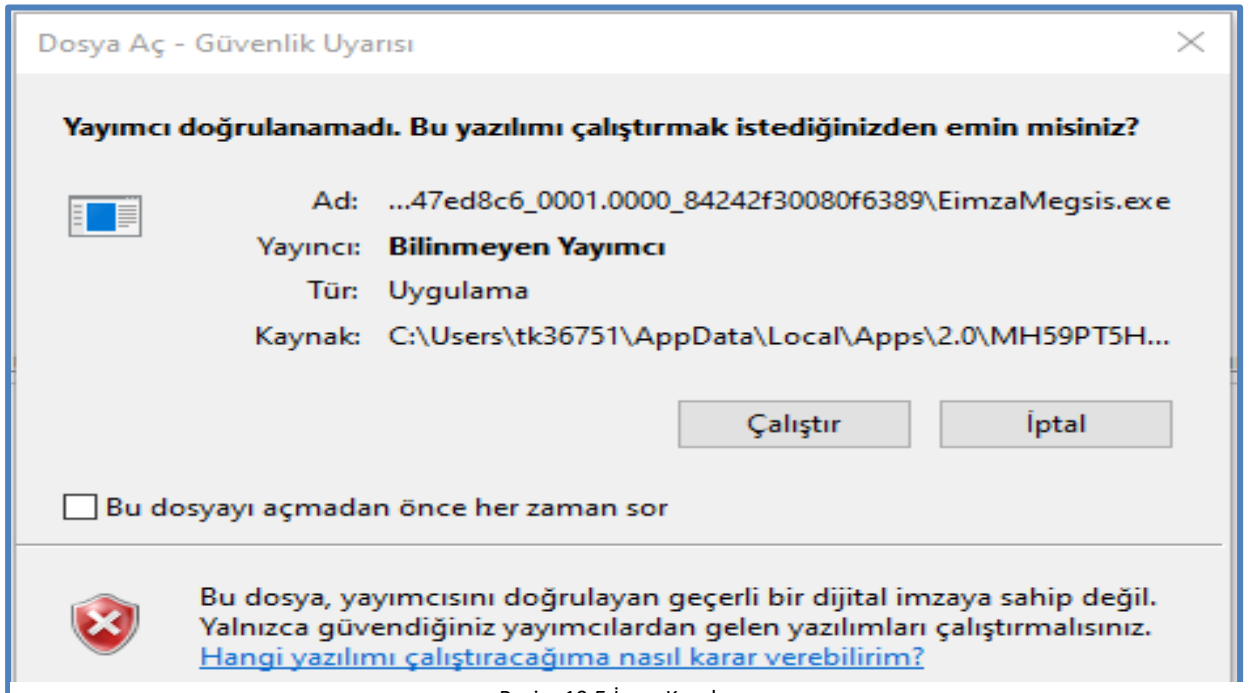 Dosya Aç - Güvenlik Uyarısı
Yayımcı doğrulanamadı. Bu yazılımı çalıştırmak istediğinizden emin misiniz?
Ad: ...47ed8c6_0001.0000_84242f30080f6389\EimzaMegsis.exe
Yayıncı: Bilinmeyen Yayımcı
Tür: Uygulama
Kaynak: C:\Users\tk36751\AppData\Local\Apps\2.0\MH59PT5H...
Çalıştır İptal
Bu dosyayı açmadan önce her zaman sor
Bu dosya, yayımcısını doğrulayan geçerli bir dijital imzaya sahip değil.
Yalnızca güvendiğiniz yayımcılardan gelen yazılımları çalıştırmalısınız.
Hangi yazılımı çalıştıracağıma nasıl karar verebilirim?